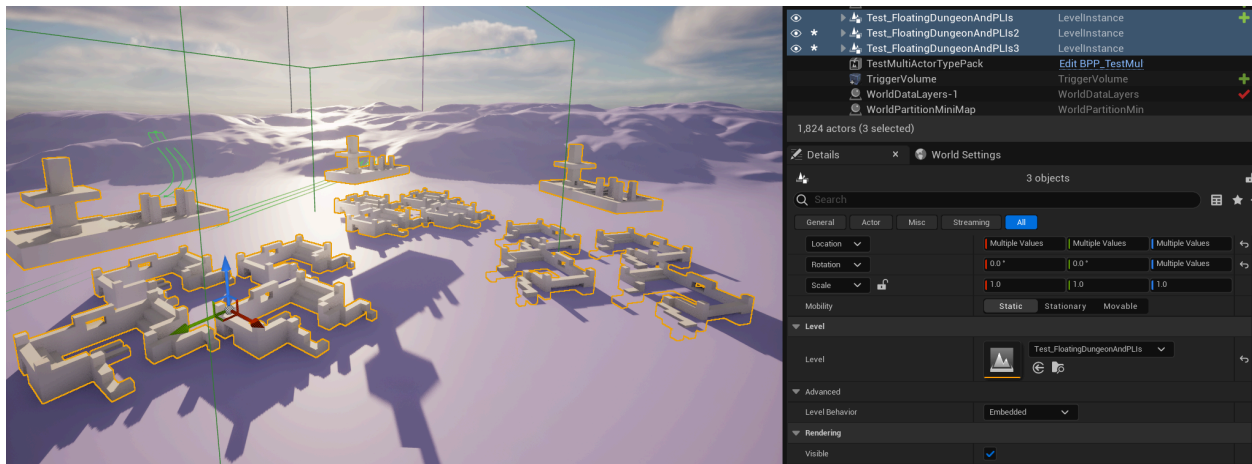 Test_FloatingDungeonAndPLIs LevelInstance
Test_FloatingDungeonAndPLIs2 LevelInstance
Test_FloatingDungeonAndPLIs3 LevelInstance
TestMultiActorTypePack Edit BPP_TestMul
TriggerVolume TriggerVolume
WorldDataLayers-1 WorldDataLayers
WorldPartitionMiniMap WorldPartitionMin
1,824 actors (3 selected)
Details × World Settings
3 objects
Search
General Actor Misc Streaming All
Location Multiple Values Multiple Values Multiple Values
Rotation 0.0 ° 0.0 ° Multiple Values
Scale 1.0 1.0 1.0
Mobility Static Stationary Movable
Level
Level Test_FloatingDungeonAndPLIs
Advanced
Level Behavior Embedded
Rendering
Visible